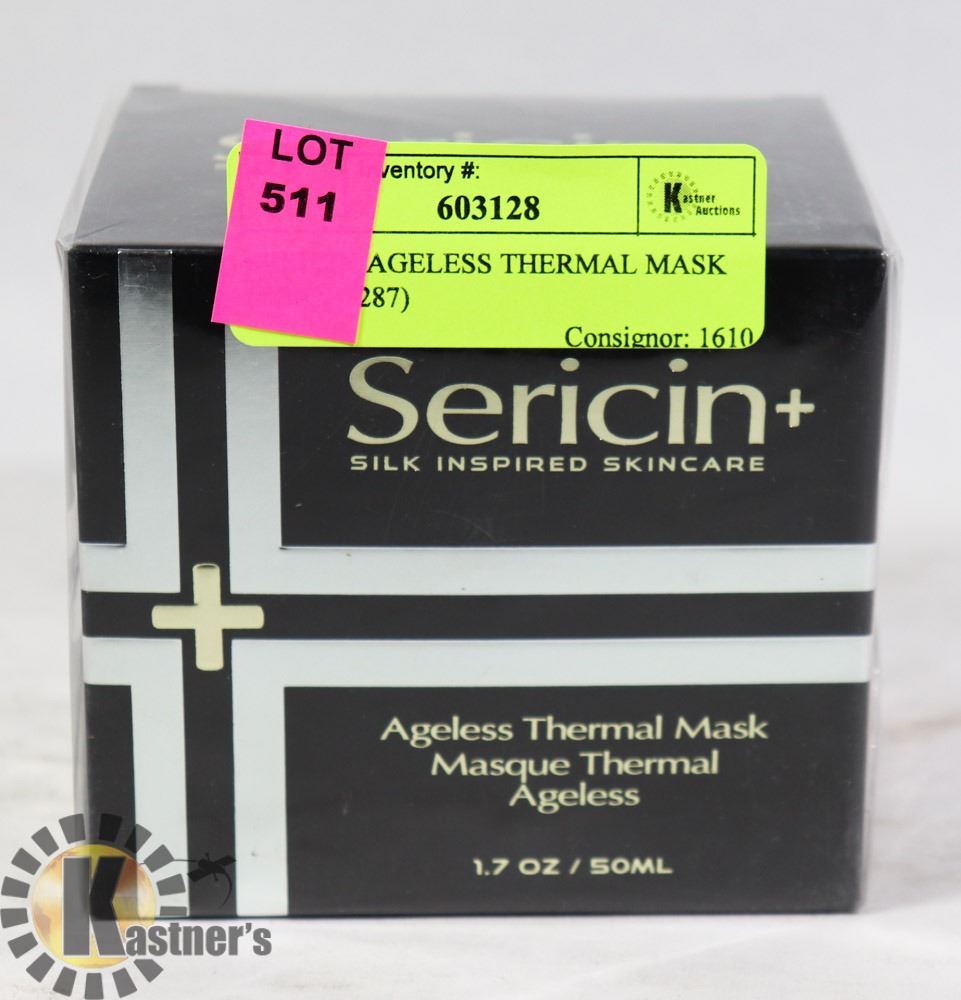 LOT
511
Inventory #:
603128
Kastner
Auctions
AGELESS THERMAL MASK
287)
Consignor: 1610
Sericin+
SILK INSPIRED SKINCARE
Ageless Thermal Mask
Masque Thermal
Ageless
1.7 OZ / 50ML
Kastner's